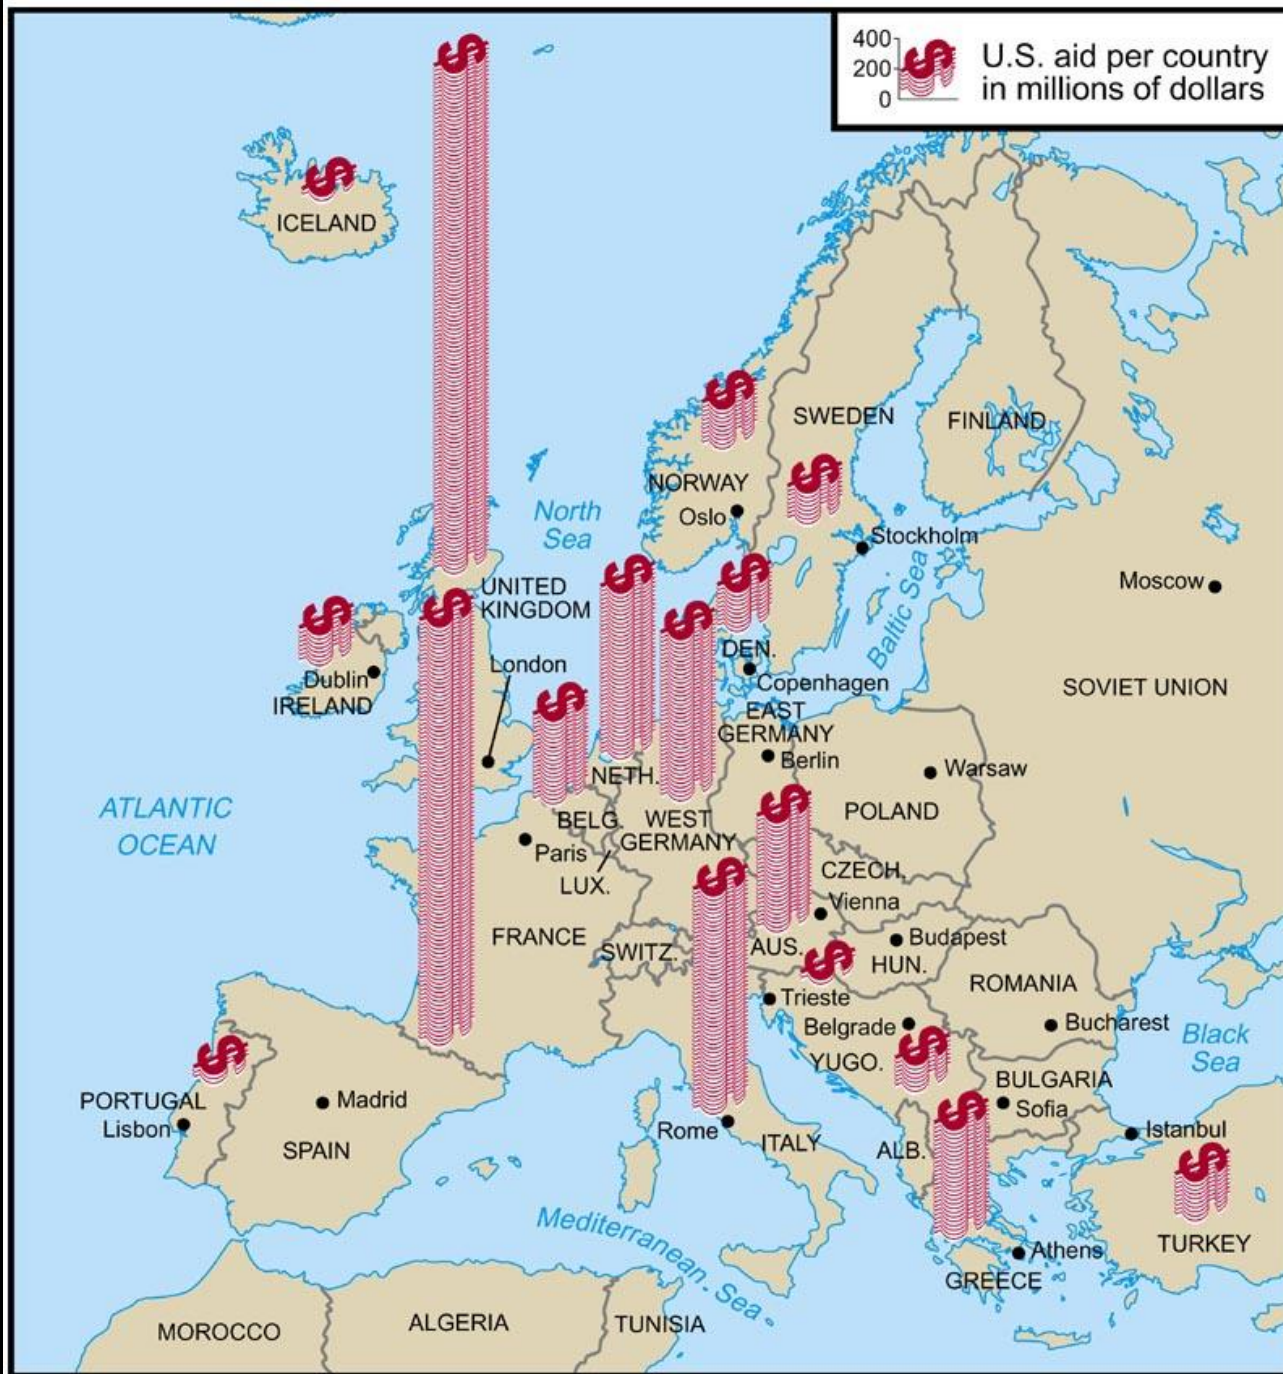 400
200
0
$
U.S. aid per country
in millions of dollars
$
$
ICELAND
$
SWEDEN
FINLAND
$
NORWAY
Oslo
North
Sea
Stockholm
Baltic Sea
Moscow
$
$
UNITED
KINGDOM
$
$
$
DEN.
Copenhagen
London
Dublin
IRELAND
SOVIET UNION
$
EAST
GERMANY
Berlin
Warsaw
NETH.
$
POLAND
ATLANTIC
OCEAN
BELG.
WEST
GERMANY
Paris
LUX.
CZECH.
Vienna
$
FRANCE
SWITZ.
AUS.
Budapest
HUN.
$
ROMANIA
Trieste
Belgrade
Bucharest
Black
Sea
$
YUGO.
$
BULGARIA
Sofia
PORTUGAL
Lisbon
Madrid
SPAIN
Rome
ITALY
ALB.
$
Istanbul
$
TURKEY
Mediterranean Sea
Athens
GREECE
MOROCCO
ALGERIA
TUNISIA